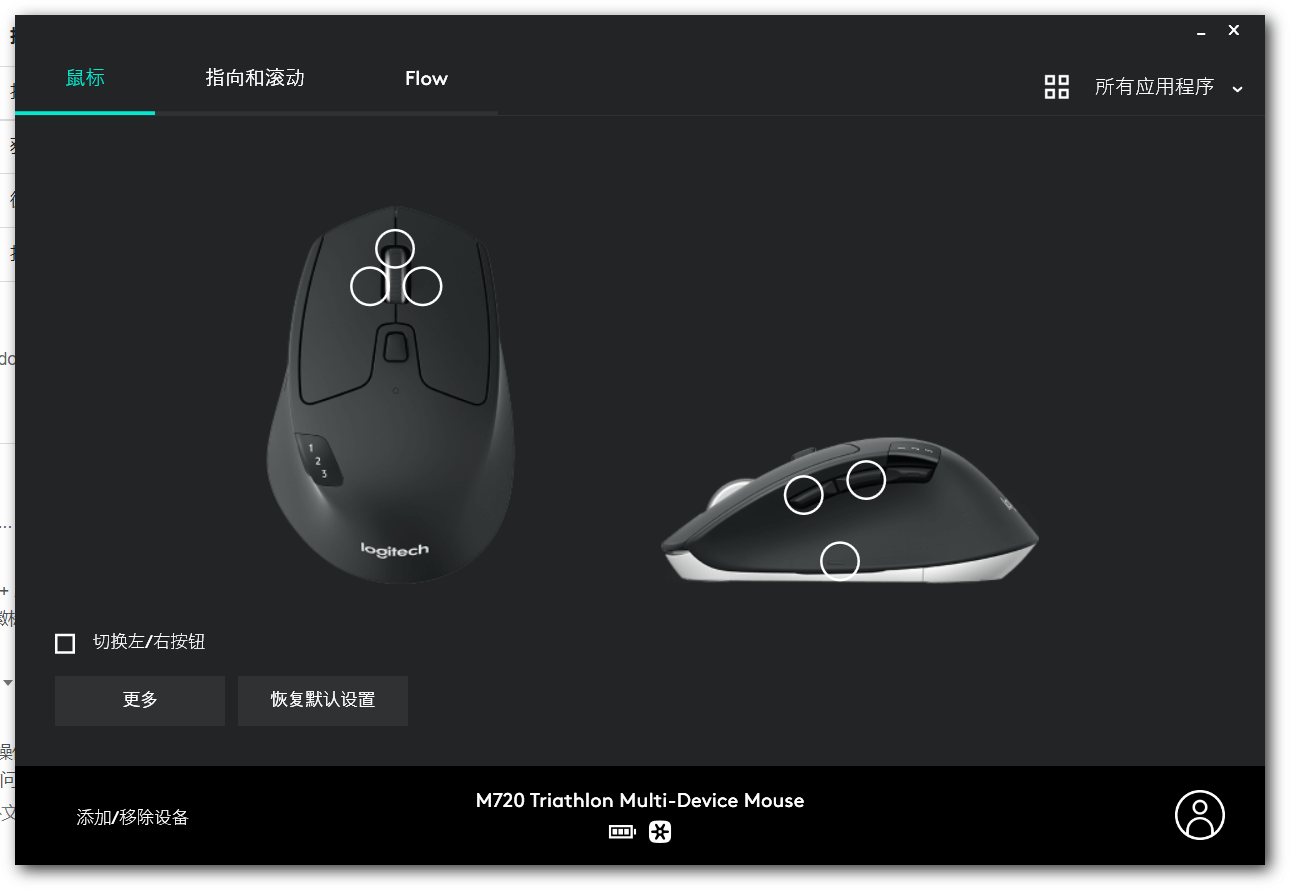 鼠标
指向和滚动
Flow
所有应用程序
1
2
3
logitech
切换左/右按钮
更多
恢复默认设置
添加/移除设备
M720 Triathlon Multi-Device Mouse
do
...
+
问